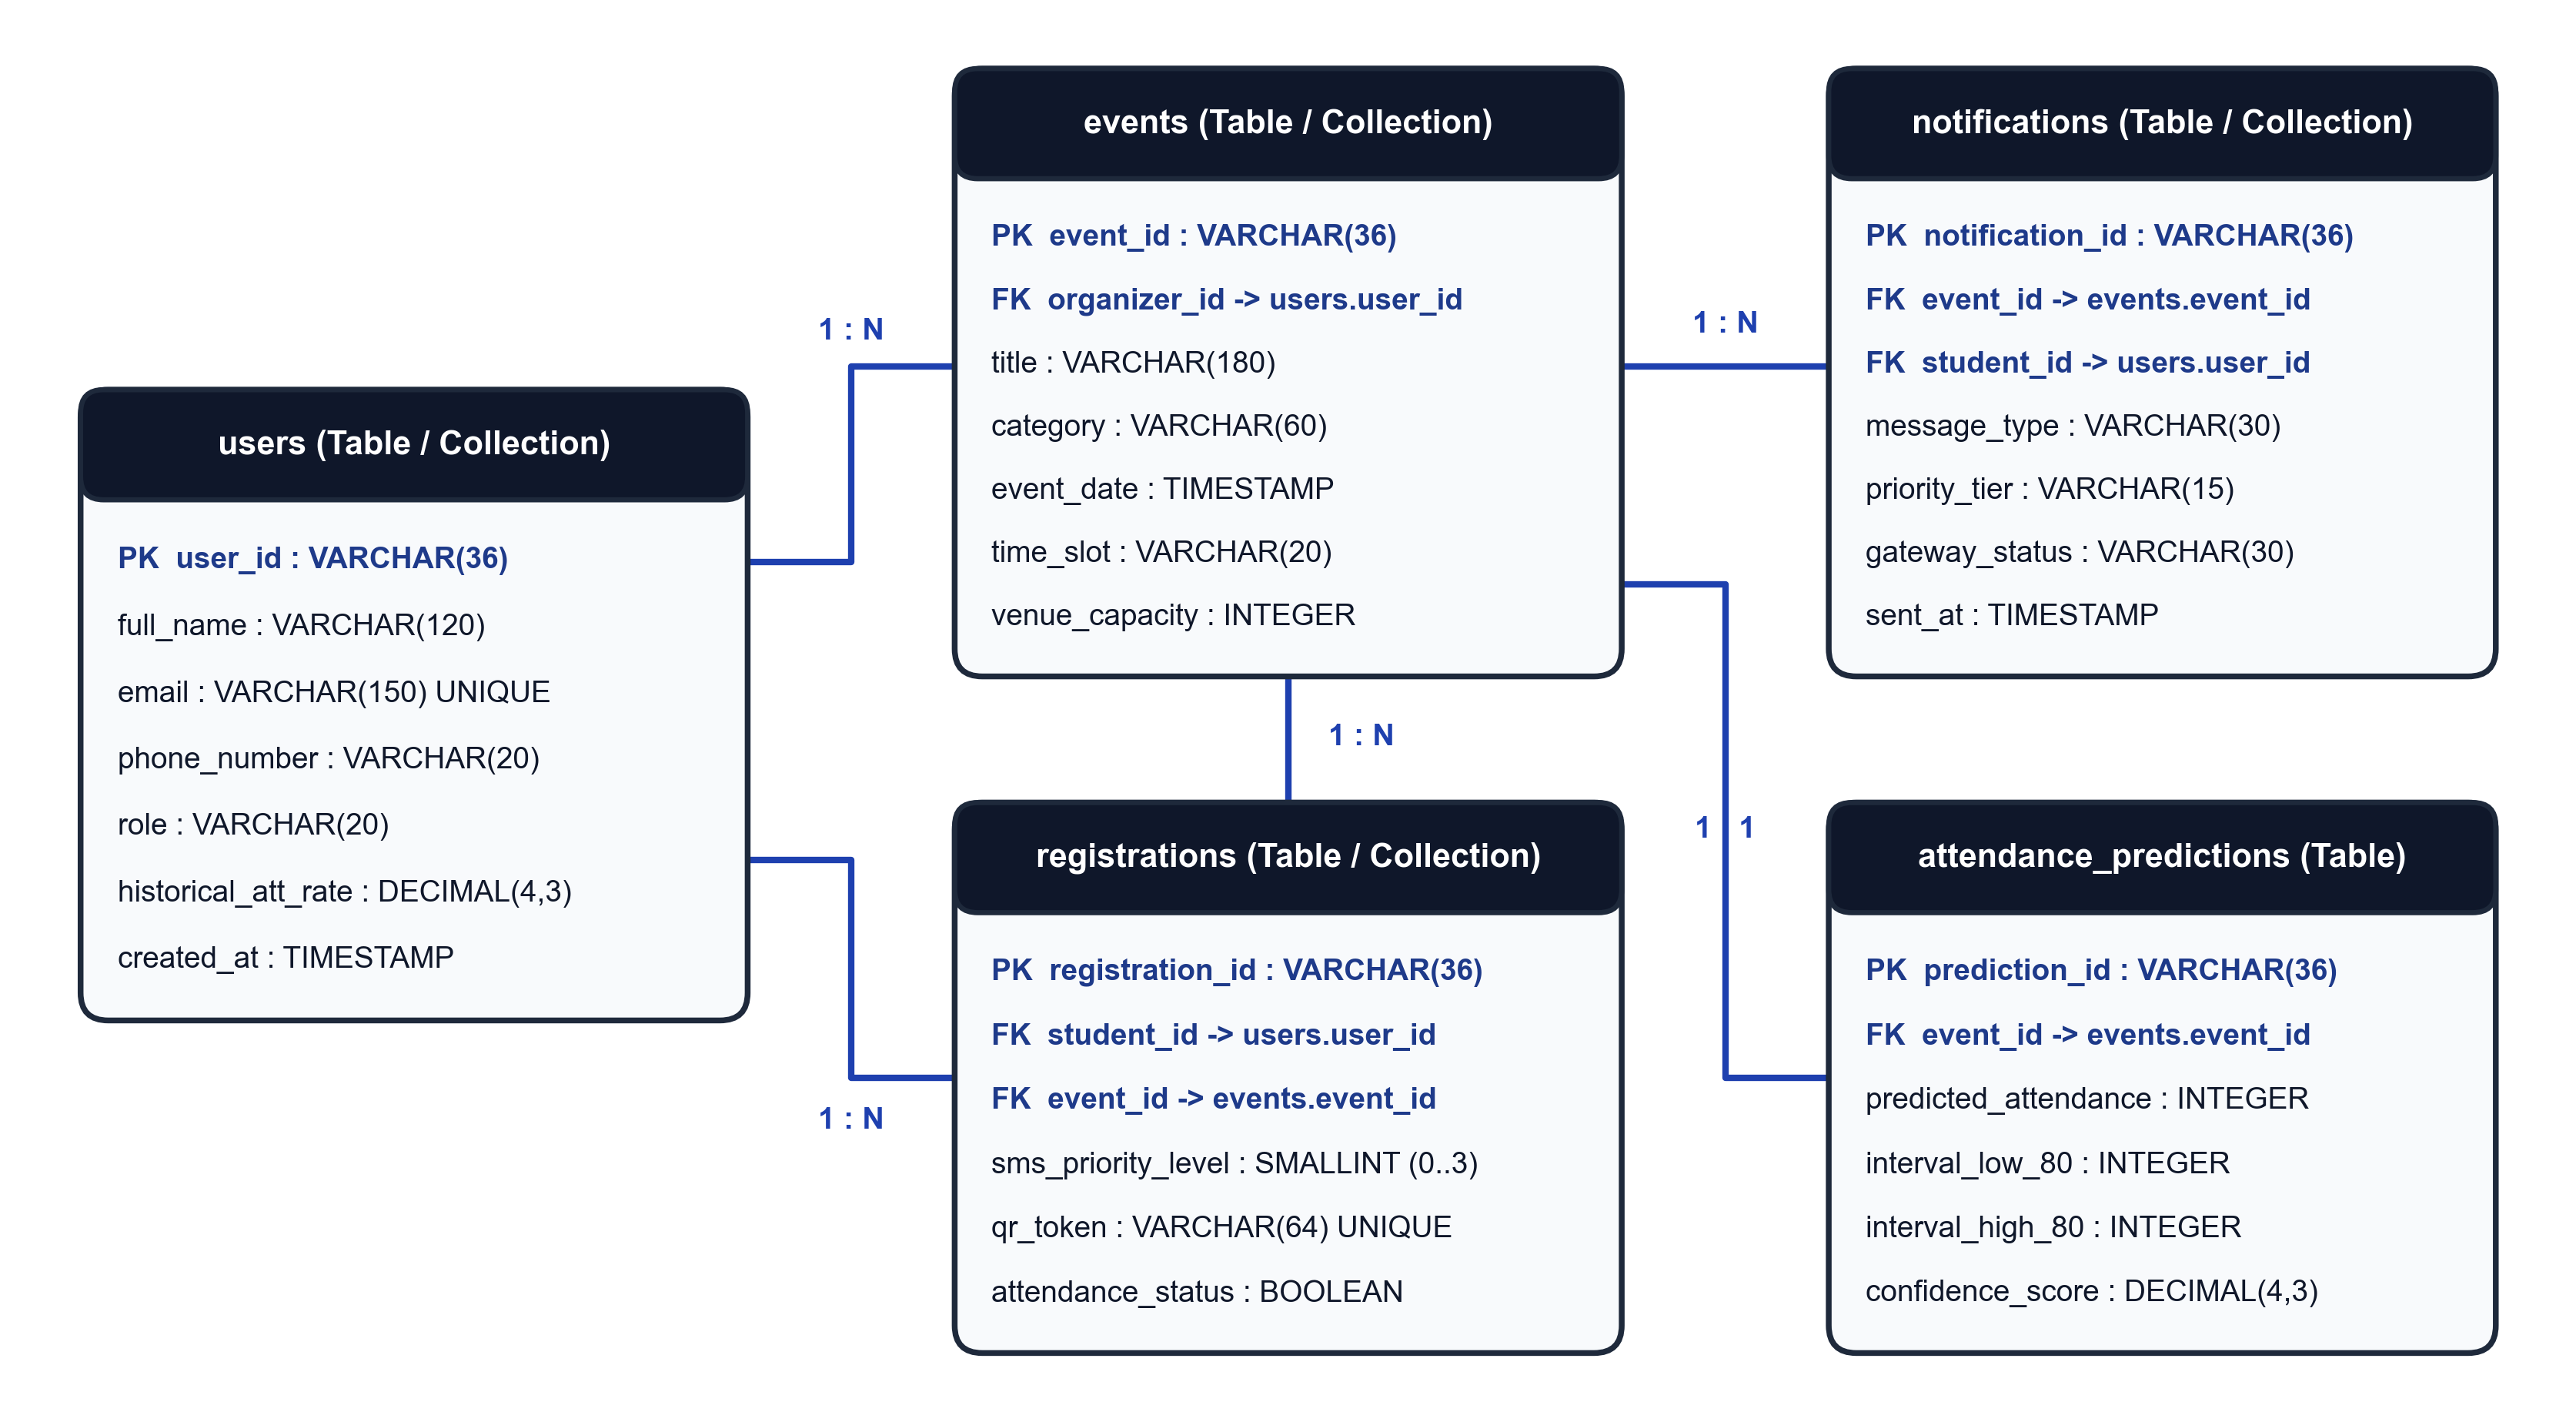 users (Table / Collection)
PK user_id : VARCHAR(36)
full_name : VARCHAR(120)
email : VARCHAR(150) UNIQUE
phone_number : VARCHAR(20)
role : VARCHAR(20)
historical_att_rate : DECIMAL(4,3)
created_at : TIMESTAMP
1 : N
1 : N
events (Table / Collection)
PK event_id : VARCHAR(36)
FK organizer_id -> users.user_id
title : VARCHAR(180)
category : VARCHAR(60)
event_date : TIMESTAMP
time_slot : VARCHAR(20)
venue_capacity : INTEGER
1 : N
registrations (Table / Collection)
PK registration_id : VARCHAR(36)
FK student_id -> users.user_id
FK event_id -> events.event_id
sms_priority_level : SMALLINT (0..3)
qr_token : VARCHAR(64) UNIQUE
attendance_status : BOOLEAN
1 : N
1 1
notifications (Table / Collection)
PK notification_id : VARCHAR(36)
FK event_id -> events.event_id
FK student_id -> users.user_id
message_type : VARCHAR(30)
priority_tier : VARCHAR(15)
gateway_status : VARCHAR(30)
sent_at : TIMESTAMP
attendance_predictions (Table)
PK prediction_id : VARCHAR(36)
FK event_id -> events.event_id
predicted_attendance : INTEGER
interval_low_80 : INTEGER
interval_high_80 : INTEGER
confidence_score : DECIMAL(4,3)